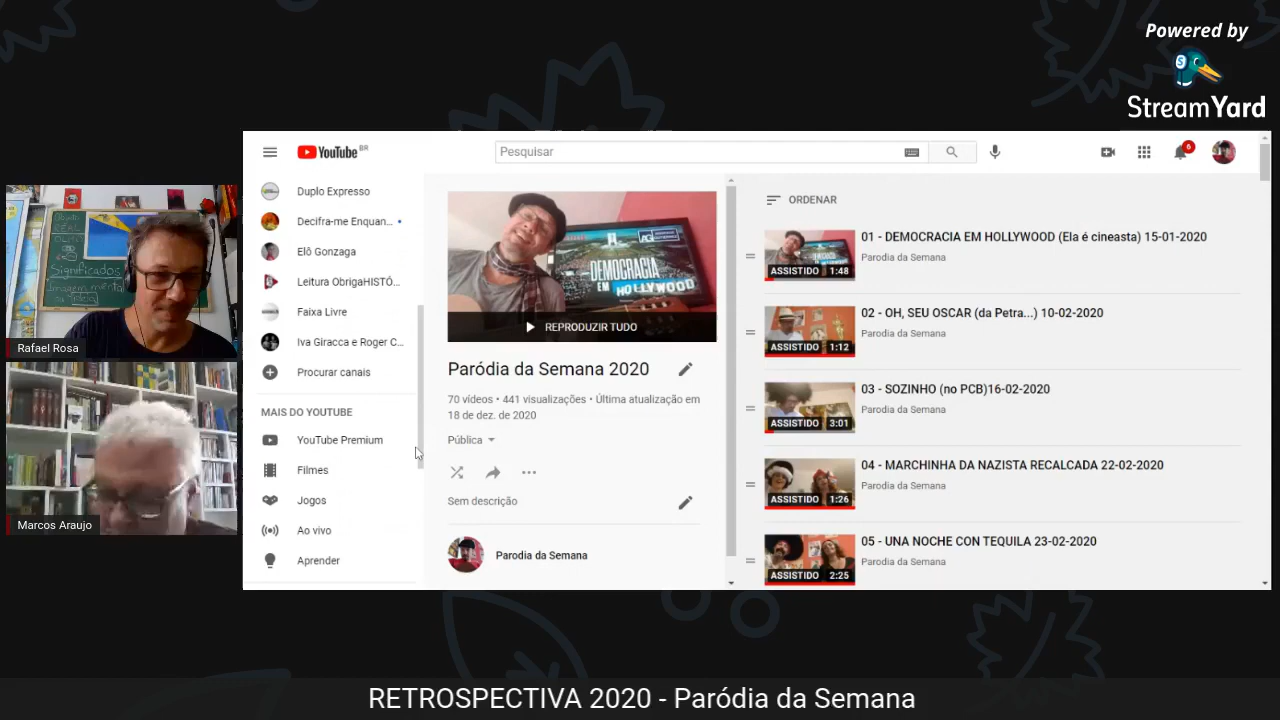 Powered by
StreamYard
YouTube BR
Pesquisar
6
Duplo Expresso
Decifra-me Enquan...
Elô Gonzaga
Leitura ObrigaHISTÓ...
Faixa Livre
Iva Giracca e Roger C...
Procurar canais
MAIS DO YOUTUBE
YouTube Premium
Filmes
Jogos
Ao vivo
Aprender
DEMOCRACIA
EM HOLLYWOOD
REPRODUZIR TUDO
Paródia da Semana 2020
70 vídeos • 441 visualizações • Última atualização em
18 de dez. de 2020
Pública
Sem descrição
Parodia da Semana
ORDENAR
ASSISTIDO 1:48
01 - DEMOCRACIA EM HOLLYWOOD (Ela é cineasta) 15-01-2020
Parodia da Semana
ASSISTIDO 1:12
02 - OH, SEU OSCAR (da Petra...) 10-02-2020
Parodia da Semana
ASSISTIDO 3:01
03 - SOZINHO (no PCB)16-02-2020
Parodia da Semana
ASSISTIDO 1:26
04 - MARCHINHA DA NAZISTA RECALCADA 22-02-2020
Parodia da Semana
ASSISTIDO 2:25
05 - UNA NOCHE CON TEQUILA 23-02-2020
Parodia da Semana
Significados
Rafael Rosa
Marcos Araujo
RETROSPECTIVA 2020 - Paródia da Semana